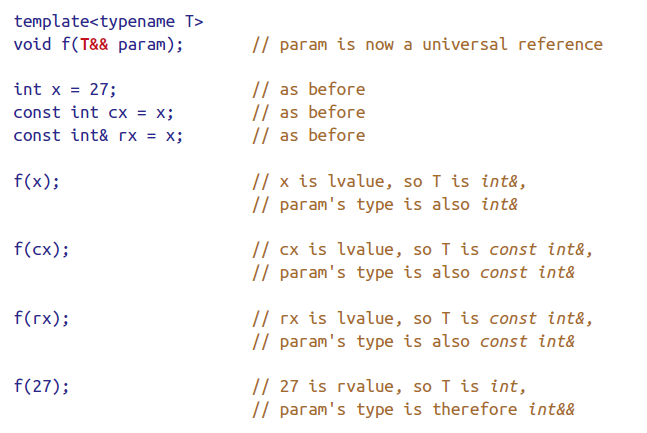 template<typename T>
void f(T&& param); // param is now a universal reference
int x = 27; // as before
const int cx = x; // as before
const int& rx = x; // as before
f(x); // x is lvalue, so T is int&,
// param's type is also int&
f(cx); // cx is lvalue, so T is const int&,
// param's type is also const int&
f(rx); // rx is lvalue, so T is const int&,
// param's type is also const int&
f(27); // 27 is rvalue, so T is int,
// param's type is therefore int&&